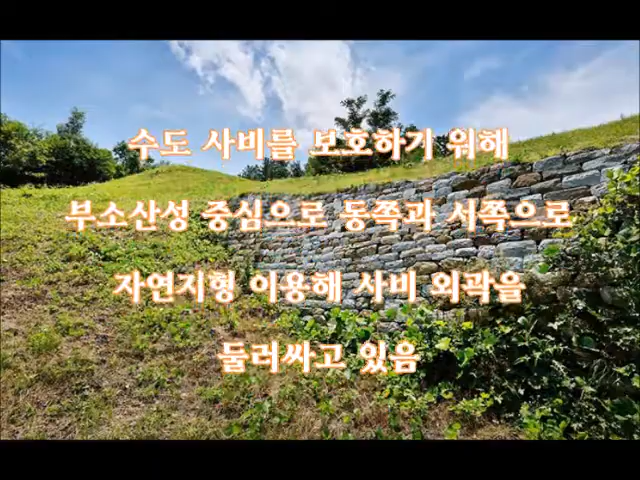 수도 사비를 보호하기 위해
부소산성 중심으로 동쪽과 서쪽으로
자연지형 이용해 사비 외곽을
둘러싸고 있음